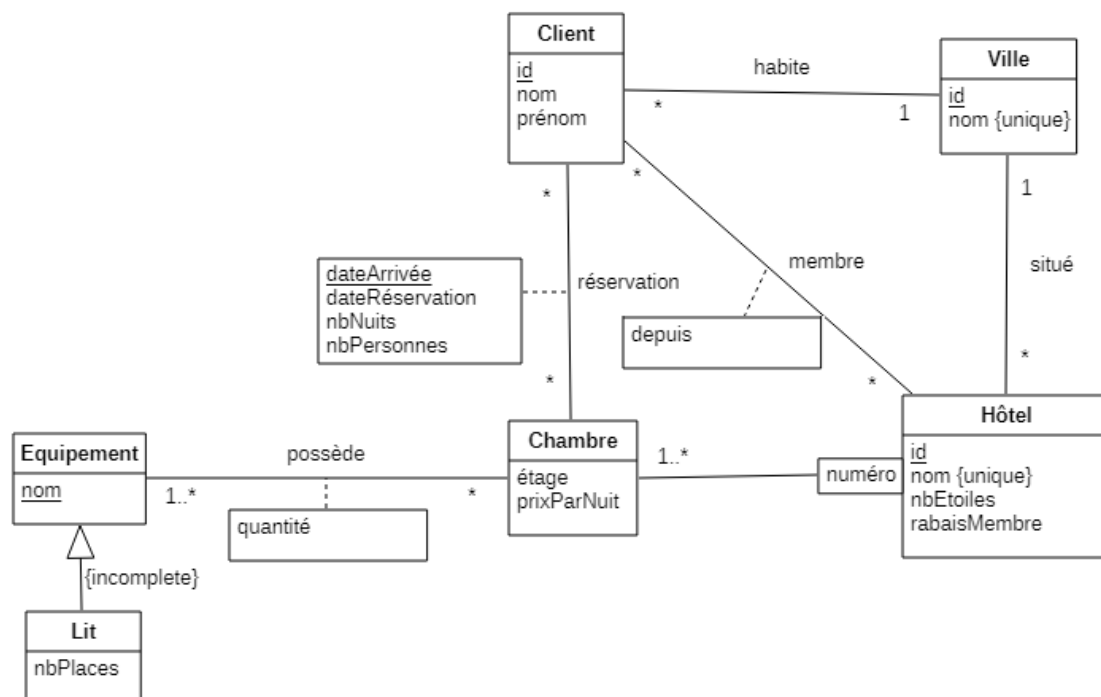 Client
id
nom
prénom
habite
*
1
Ville
id
nom {unique}
*
*
1
situé
*
dateArrivée
dateRéservation
nbNuits
nbPersonnes
réservation
membre
depuis
*
*
Equipement
nom
1..*
possède
*
quantité
Chambre
étage
prixParNuit
1..*
numéro
Hôtel
id
nom {unique}
nbEtoiles
rabaisMembre
{incomplete}
Lit
nbPlaces